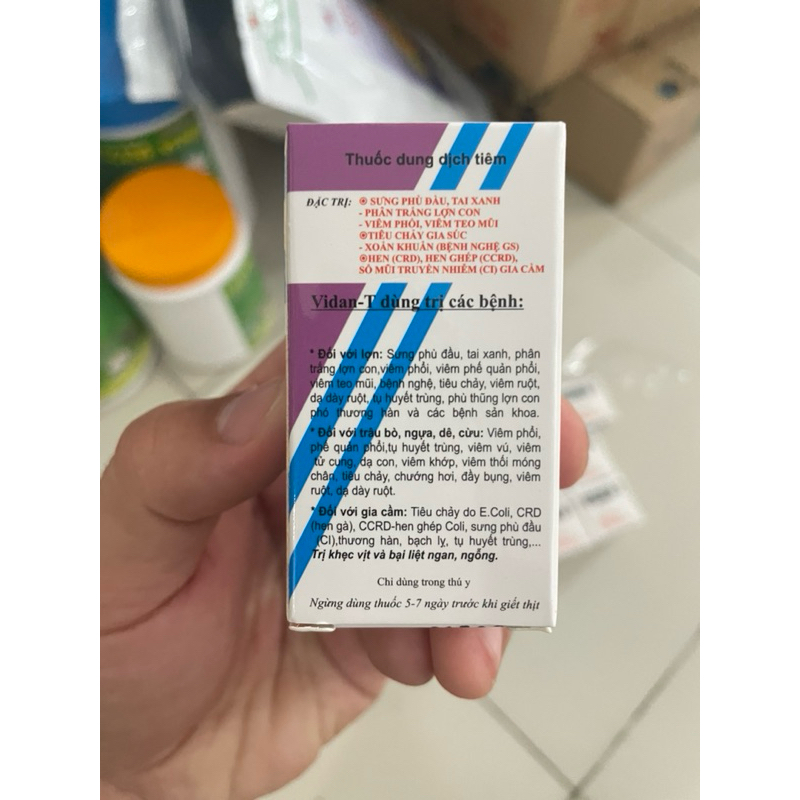 Thuốc dung dịch tiêm
ĐẶC TRỊ: ⦿ SƯNG PHÙ ĐẦU, TAI XANH
- PHÂN TRẮNG LỢN CON
- VIÊM PHỔI, VIÊM TEO MŨI
⦿TIÊU CHẢY GIA SÚC
- XOẮN KHUẨN (BỆNH NGHỆ GS)
⦿HEN (CRD), HEN GHÉP (CCRD),
SỔ MŨI TRUYỀN NHIỄM (CI) GIA CẦM
Vidan-T dùng trị các bệnh:
* Đối với lợn: Sưng phù đầu, tai xanh, phân
trắng lợn con,viêm phổi, viêm phế quản phổi,
viêm teo mũi, bệnh nghệ, tiêu chảy, viêm ruột,
dạ dày ruột, tụ huyết trùng, phù thũng lợn con
phó thương hàn và các bệnh sản khoa.
* Đối với trâu bò, ngựa, dê, cừu: Viêm phổi,
phế quản phổi,tụ huyết trùng, viêm vú, viêm
tử cung, dạ con, viêm khớp, viêm thối móng
chân, tiêu chảy, chướng hơi, đầy bụng, viêm
ruột, dạ dày ruột.
* Đối với gia cầm: Tiêu chảy do E.Coli, CRD
(hen gà), CCRD-hen ghép Coli, sưng phù đầu
(CI),thương hàn, bạch lỵ, tụ huyết trùng,...
Trị khẹc vịt và bại liệt ngan, ngỗng.
Chỉ dùng trong thú y
Ngừng dùng thuốc 5-7 ngày trước khi giết thịt